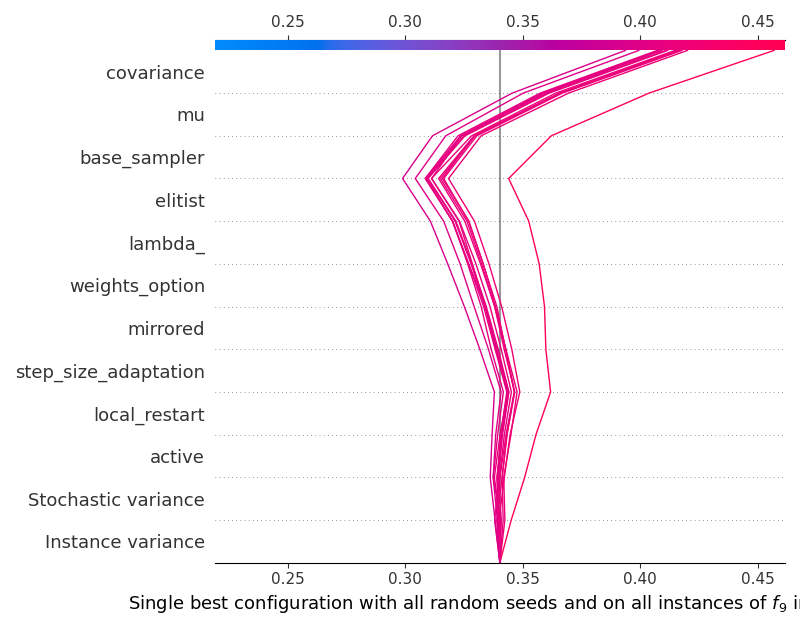 0.25 0.30 0.35 0.40 0.45
covariance
mu
base_sampler
elitist
lambda_
weights_option
mirrored
step_size_adaptation
local_restart
active
Stochastic variance
Instance variance
0.25 0.30 0.35 0.40 0.45
Single best configuration with all random seeds and on all instances of f₉